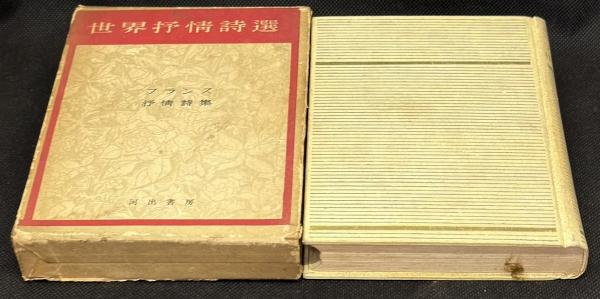 世界抒情詩選
フランス
抒情詩集
河出書房